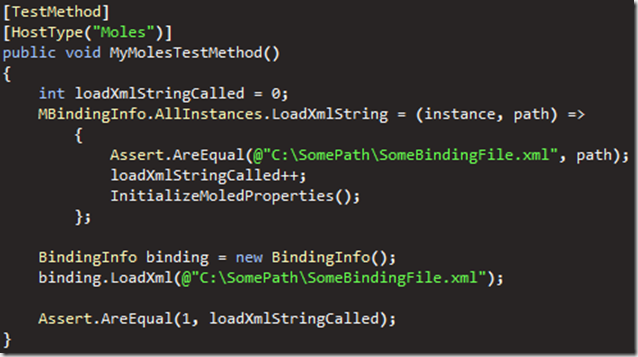 [TestMethod]
[HostType("Moles")]
public void MyMolesTestMethod()
{
    int loadXmlStringCalled = 0;
    MBindingInfo.AllInstances.LoadXmlString = (instance, path) =>
        {
            Assert.AreEqual(@"C:\SomePath\SomeBindingFile.xml", path);
            loadXmlStringCalled++;
            InitializeMoledProperties();
        };
    BindingInfo binding = new BindingInfo();
    binding.LoadXml(@"C:\SomePath\SomeBindingFile.xml");
    Assert.AreEqual(1, loadXmlStringCalled);
}